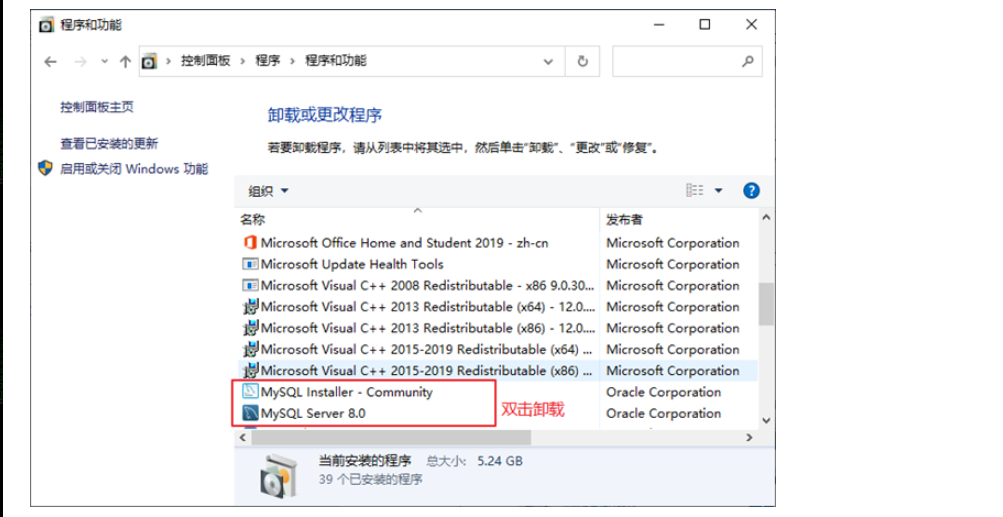 程序和功能
控制面板 › 程序 › 程序和功能
控制面板主页
查看已安装的更新
启用或关闭 Windows 功能
卸载或更改程序
若要卸载程序，请从列表中将其选中，然后单击“卸载”、“更改”或“修复”。
组织
名称 发布者
Microsoft Office Home and Student 2019 - zh-cn Microsoft Corporation
Microsoft Update Health Tools Microsoft Corporation
Microsoft Visual C++ 2008 Redistributable - x86 9.0.30... Microsoft Corporation
Microsoft Visual C++ 2013 Redistributable (x64) - 12.0.... Microsoft Corporation
Microsoft Visual C++ 2013 Redistributable (x86) - 12.0.... Microsoft Corporation
Microsoft Visual C++ 2015-2019 Redistributable (x64) ... Microsoft Corporation
Microsoft Visual C++ 2015-2019 Redistributable (x86) ... Microsoft Corporation
MySQL Installer - Community Oracle Corporation
MySQL Server 8.0 双击卸载 Oracle Corporation
当前安装的程序 总大小: 5.24 GB
39 个已安装的程序